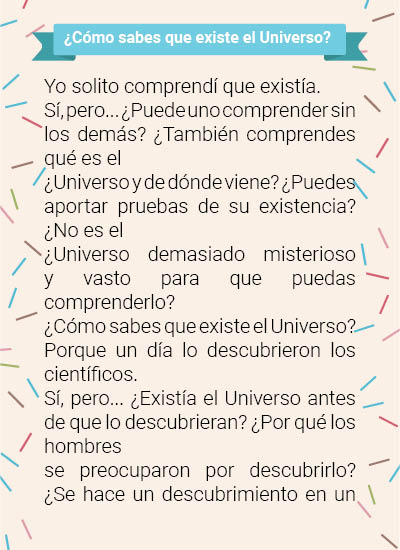 ¿Cómo sabes que existe el Universo?
Yo solito comprendí que existía.
Sí, pero... ¿Puede uno comprender sin
los demás? ¿También comprendes
qué es el
¿Universo y de dónde viene? ¿Puedes
aportar pruebas de su existencia?
¿No es el
¿Universo demasiado misterioso
y vasto para que puedas
comprenderlo?
¿Cómo sabes que existe el Universo?
Porque un día lo descubrieron los
científicos.
Sí, pero... ¿Existía el Universo antes
de que lo descubrieran? ¿Por qué los
hombres
se preocuparon por descubrirlo?
¿Se hace un descubrimiento en un